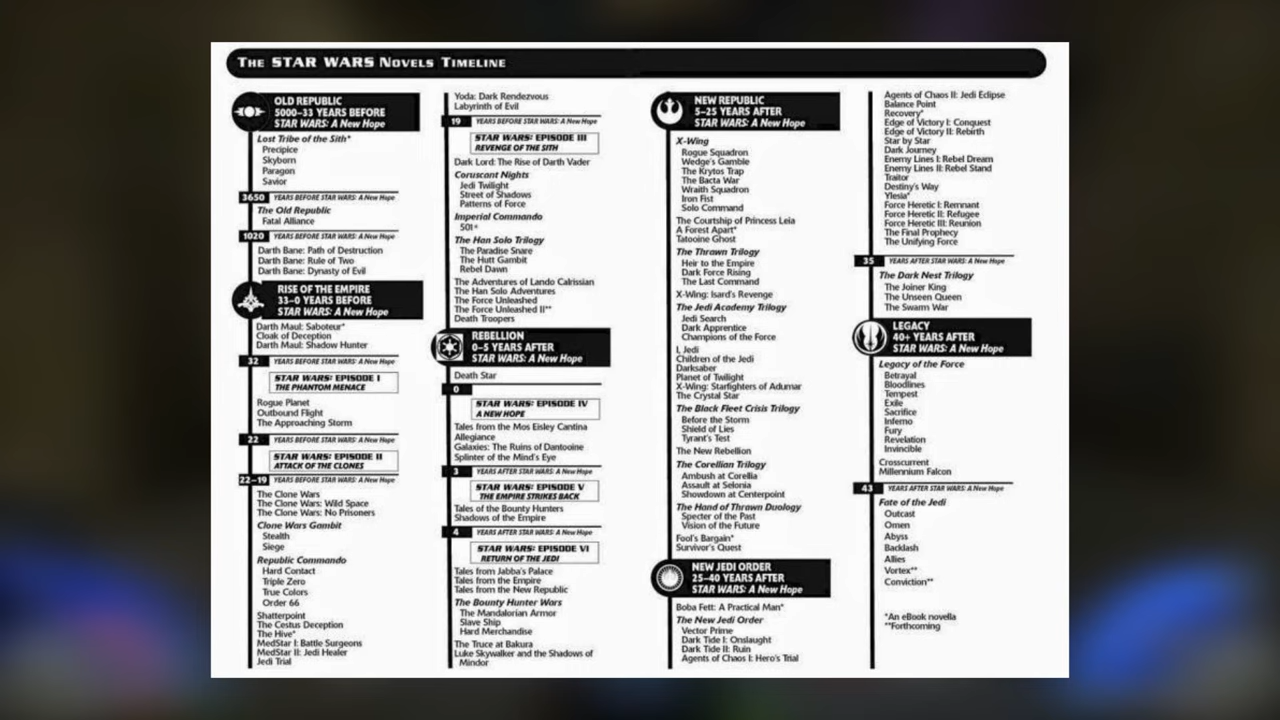 THE STAR WARS NOVELS TIMELINE
OLD REPUBLIC
5000–33 YEARS BEFORE
STAR WARS: A New Hope
Lost Tribe of the Sith*
Precipice
Skyborn
Paragon
Savior
3650 YEARS BEFORE STAR WARS: A New Hope
The Old Republic
Fatal Alliance
1020 YEARS BEFORE STAR WARS: A New Hope
Darth Bane: Path of Destruction
Darth Bane: Rule of Two
Darth Bane: Dynasty of Evil
RISE OF THE EMPIRE
33–0 YEARS BEFORE
STAR WARS: A New Hope
Darth Maul: Saboteur*
Cloak of Deception
Darth Maul: Shadow Hunter
32 YEARS BEFORE STAR WARS: A New Hope
STAR WARS: EPISODE I
THE PHANTOM MENACE
Rogue Planet
Outbound Flight
The Approaching Storm
22 YEARS BEFORE STAR WARS: A New Hope
STAR WARS: EPISODE II
ATTACK OF THE CLONES
22–19 YEARS BEFORE STAR WARS: A New Hope
The Clone Wars
The Clone Wars: Wild Space
The Clone Wars: No Prisoners
Clone Wars Gambit
Stealth
Siege
Republic Commando
Hard Contact
Triple Zero
True Colors
Order 66
Shatterpoint
The Cestus Deception
The Hive*
MedStar I: Battle Surgeons
MedStar II: Jedi Healer
Jedi Trial
Yoda: Dark Rendezvous
Labyrinth of Evil
19 YEARS BEFORE STAR WARS: A New Hope
STAR WARS: EPISODE III
REVENGE OF THE SITH
Dark Lord: The Rise of Darth Vader
Coruscant Nights
Jedi Twilight
Street of Shadows
Patterns of Force
Imperial Commando
501*
The Han Solo Trilogy
The Paradise Snare
The Hutt Gambit
Rebel Dawn
The Adventures of Lando Calrissian
The Han Solo Adventures
The Force Unleashed
The Force Unleashed II**
Death Troopers
REBELLION
0–5 YEARS AFTER
STAR WARS: A New Hope
Death Star
0
STAR WARS: EPISODE IV
A NEW HOPE
Tales from the Mos Eisley Cantina
Allegiance
Galaxies: The Ruins of Dantooine
Splinter of the Mind's Eye
3 YEARS AFTER STAR WARS: A New Hope
STAR WARS: EPISODE V
THE EMPIRE STRIKES BACK
Tales of the Bounty Hunters
Shadows of the Empire
4 YEARS AFTER STAR WARS: A New Hope
STAR WARS: EPISODE VI
RETURN OF THE JEDI
Tales from Jabba's Palace
Tales from the Empire
Tales from the New Republic
The Bounty Hunter Wars
The Mandalorian Armor
Slave Ship
Hard Merchandise
The Truce at Bakura
Luke Skywalker and the Shadows of
Mindor
NEW REPUBLIC
5–25 YEARS AFTER
STAR WARS: A New Hope
X-Wing
Rogue Squadron
Wedge's Gamble
The Krytos Trap
The Bacta War
Wraith Squadron
Iron Fist
Solo Command
The Courtship of Princess Leia
A Forest Apart*
Tatooine Ghost
The Thrawn Trilogy
Heir to the Empire
Dark Force Rising
The Last Command
X-Wing: Isard's Revenge
The Jedi Academy Trilogy
Jedi Search
Dark Apprentice
Champions of the Force
I, Jedi
Children of the Jedi
Darksaber
Planet of Twilight
X-Wing: Starfighters of Adumar
The Crystal Star
The Black Fleet Crisis Trilogy
Before the Storm
Shield of Lies
Tyrant's Test
The New Rebellion
The Corellian Trilogy
Ambush at Corellia
Assault at Selonia
Showdown at Centerpoint
The Hand of Thrawn Duology
Specter of the Past
Vision of the Future
Fool's Bargain*
Survivor's Quest
NEW JEDI ORDER
25–40 YEARS AFTER
STAR WARS: A New Hope
Boba Fett: A Practical Man*
The New Jedi Order
Vector Prime
Dark Tide I: Onslaught
Dark Tide II: Ruin
Agents of Chaos I: Hero's Trial
Agents of Chaos II: Jedi Eclipse
Balance Point
Recovery*
Edge of Victory I: Conquest
Edge of Victory II: Rebirth
Star by Star
Dark Journey
Enemy Lines I: Rebel Dream
Enemy Lines II: Rebel Stand
Traitor
Destiny's Way
Ylesia*
Force Heretic I: Remnant
Force Heretic II: Refugee
Force Heretic III: Reunion
The Final Prophecy
The Unifying Force
35 YEARS AFTER STAR WARS: A New Hope
The Dark Nest Trilogy
The Joiner King
The Unseen Queen
The Swarm War
LEGACY
40+ YEARS AFTER
STAR WARS: A New Hope
Legacy of the Force
Betrayal
Bloodlines
Tempest
Exile
Sacrifice
Inferno
Fury
Revelation
Invincible
Crosscurrent
Millennium Falcon
43 YEARS AFTER STAR WARS: A New Hope
Fate of the Jedi
Outcast
Omen
Abyss
Backlash
Allies
Vortex**
Conviction**
*An eBook novella
**Forthcoming